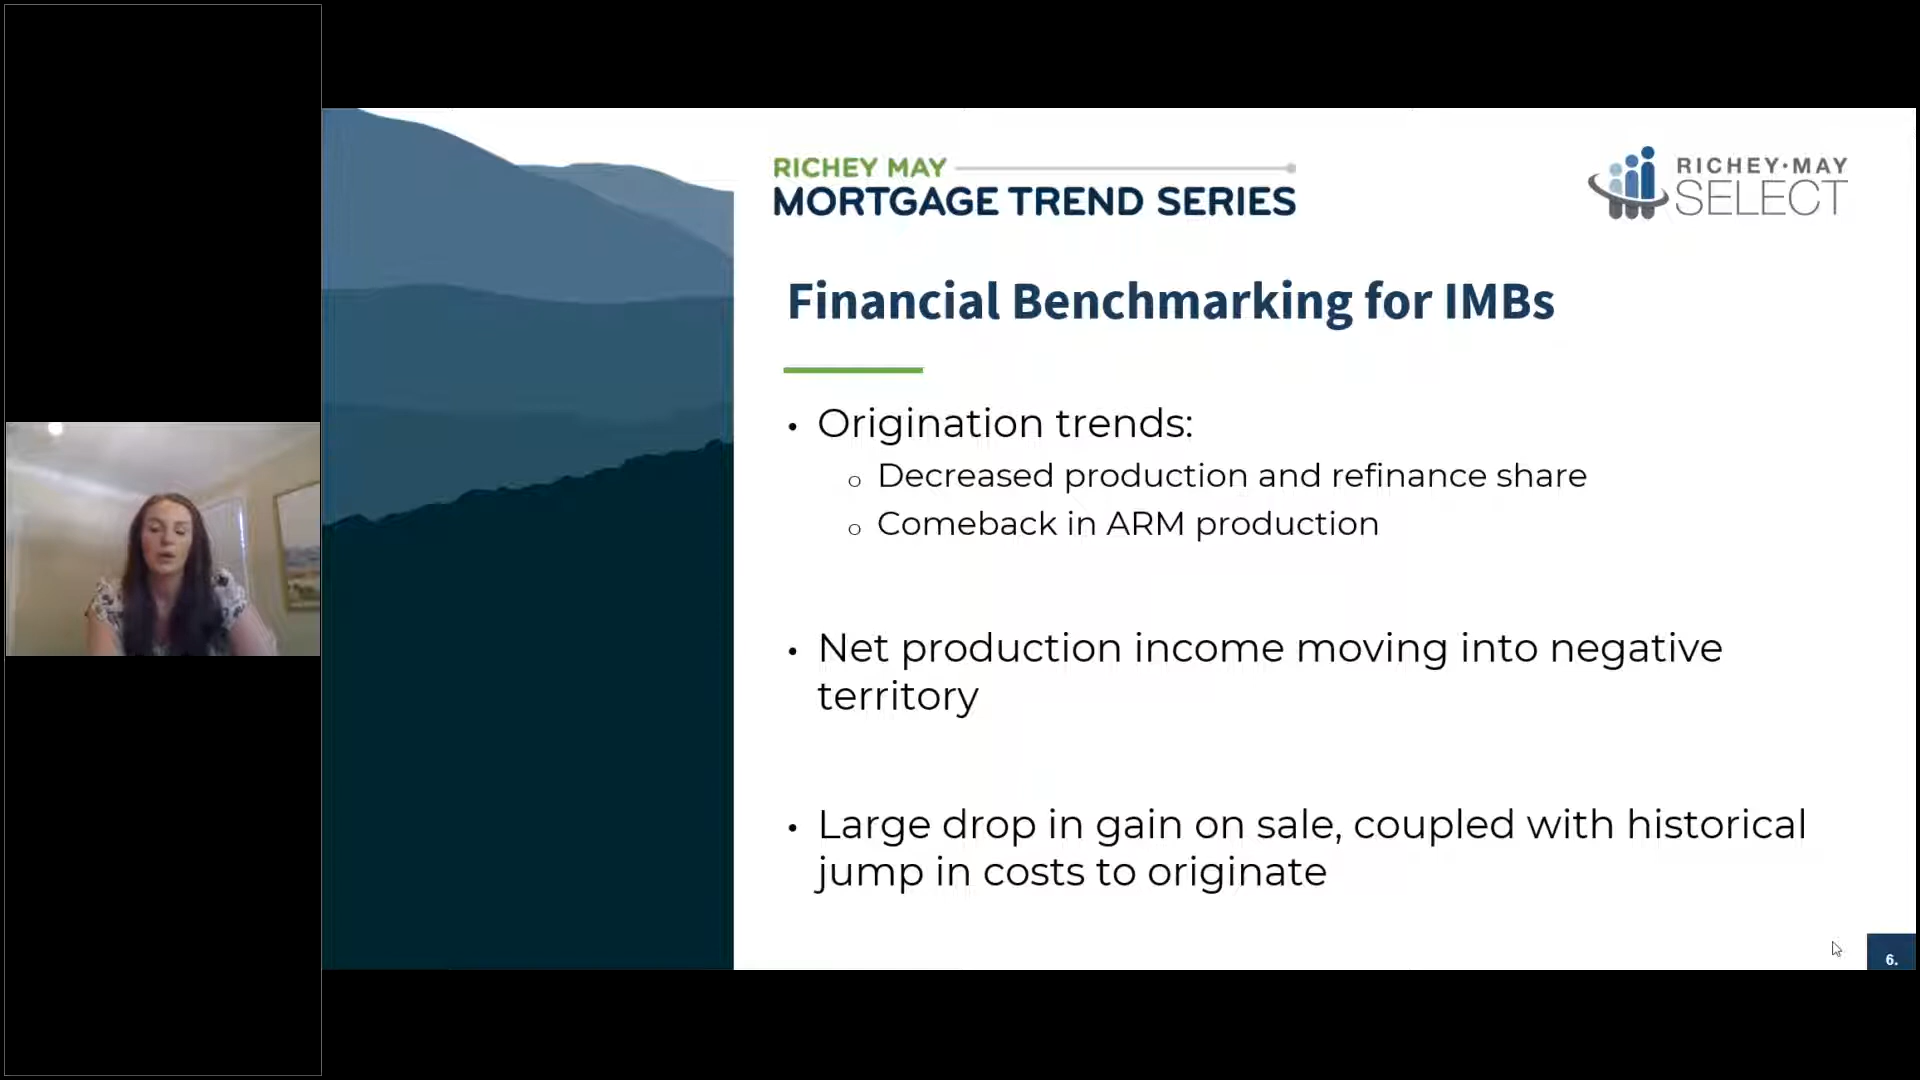 RICHEY MAY
MORTGAGE TREND SERIES
RICHEY·MAY
SELECT
Financial Benchmarking for IMBs
• Origination trends:
o Decreased production and refinance share
o Comeback in ARM production
• Net production income moving into negative
territory
• Large drop in gain on sale, coupled with historical
jump in costs to originate
6.